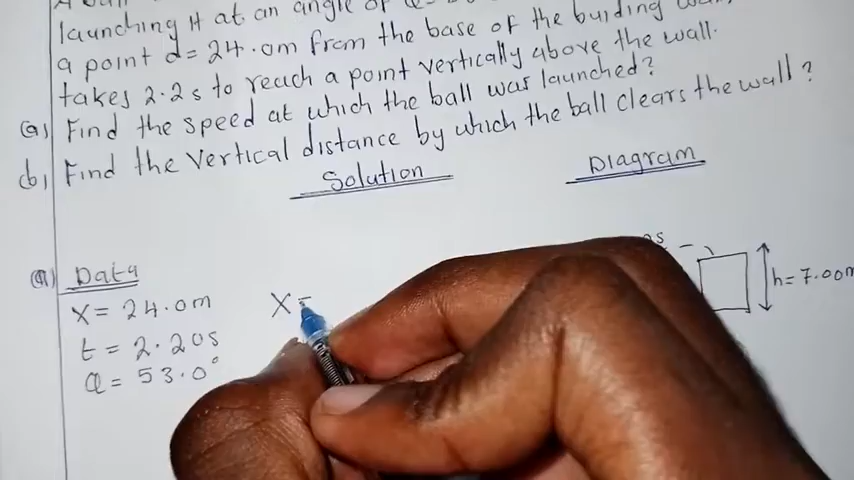 launching it at an angle of
a point d = 24.0m from the base of the building
takes 2.2s to reach a point vertically above the wall.
(a) Find the speed at which the ball was launched?
(b) Find the vertical distance by which the ball clears the wall?
Solution
Diagram
(a) Data
X = 24.0m
X=
t = 2.20s
h = 7.00m